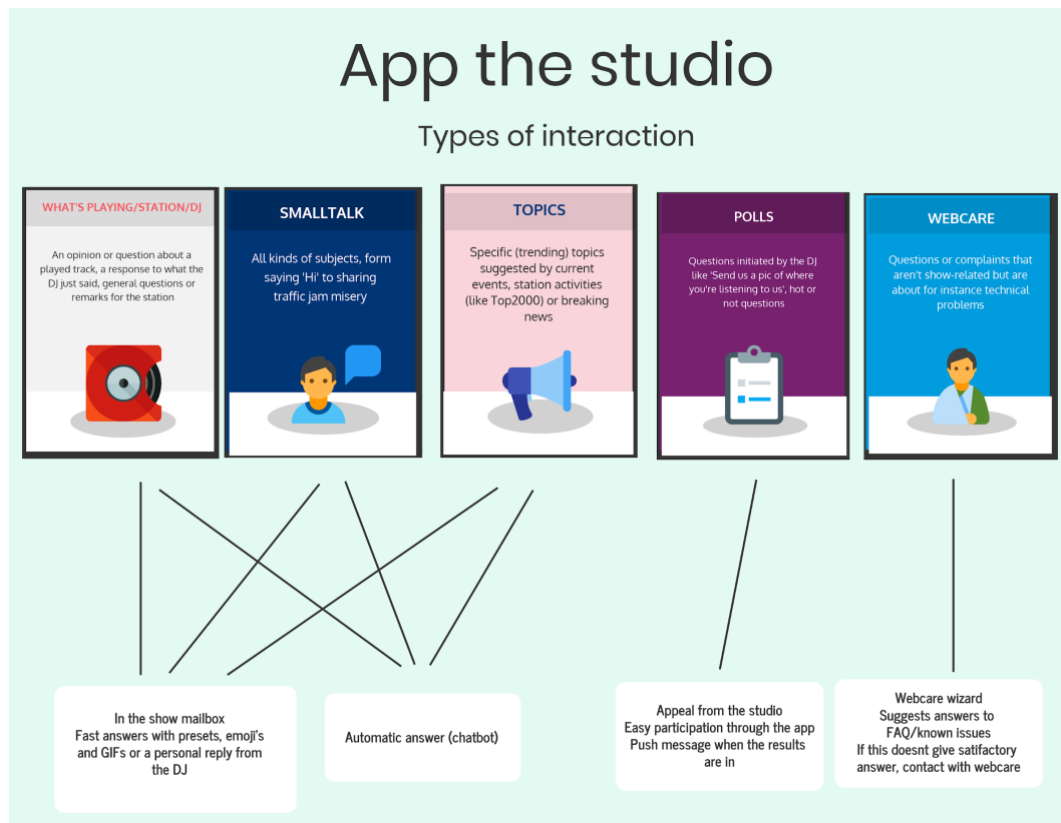 App the studio
Types of interaction
WHAT'S PLAYING/STATION/DJ
An opinion or question about a
played track, a response to what the
DJ just said, general questions or
remarks for the station
SMALLTALK
All kinds of subjects, form
saying 'Hi' to sharing
traffic jam misery
TOPICS
Specific (trending) topics
suggested by current
events, station activities
(like Top2000) or breaking
news
POLLS
Questions initiated by the DJ
like 'Send us a pic of where
you're listening to us', hot or
not questions
WEBCARE
Questions or complaints that
aren't show-related but are
about for instance technical
problems
In the show mailbox
Fast answers with presets, emoji's
and GIFs or a personal reply from
the DJ
Automatic answer (chatbot)
Appeal from the studio
Easy participation through the app
Push message when the results
are in
Webcare wizard
Suggests answers to
FAQ/known issues
If this doesnt give satifactory
answer, contact with webcare